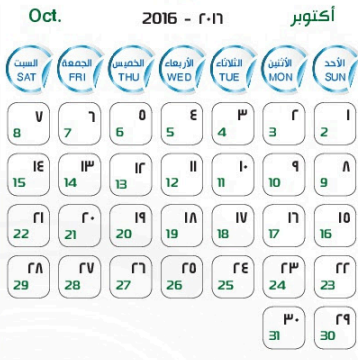 أكتوبر
٢٠١٦ - 2016
Oct.
الأحد الأثنين الثلاثاء الأربعاء الخميس الجمعة السبت
SUN MON TUE WED THU FRI SAT
١ ٢ ٣ ٤ ٥ ٦ ٧
2 3 4 5 6 7 8
٨ ٩ ١٠ ١١ ١٢ ١٣ ١٤
9 10 11 12 13 14 15
١٥ ١٦ ١٧ ١٨ ١٩ ٢٠ ٢١
16 17 18 19 20 21 22
٢٢ ٢٣ ٢٤ ٢٥ ٢٦ ٢٧ ٢٨
23 24 25 26 27 28 29
٢٩ ٣٠
30 31